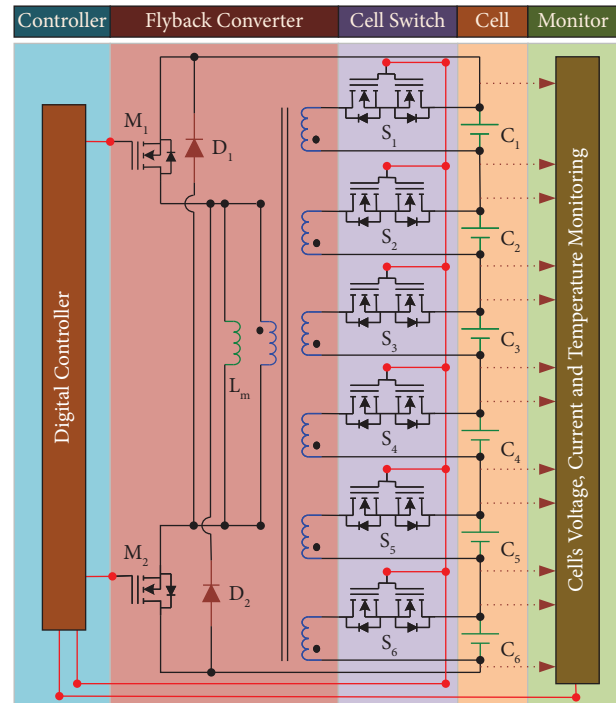 Controller Flyback Converter Cell Switch Cell Monitor
M₁
D₁
S₁
C₁
S₂
C₂
S₃
C₃
Lₘ
S₄
C₄
S₅
C₅
M₂
D₂
S₆
C₆
Digital Controller
Cell's Voltage, Current and Temperature Monitoring